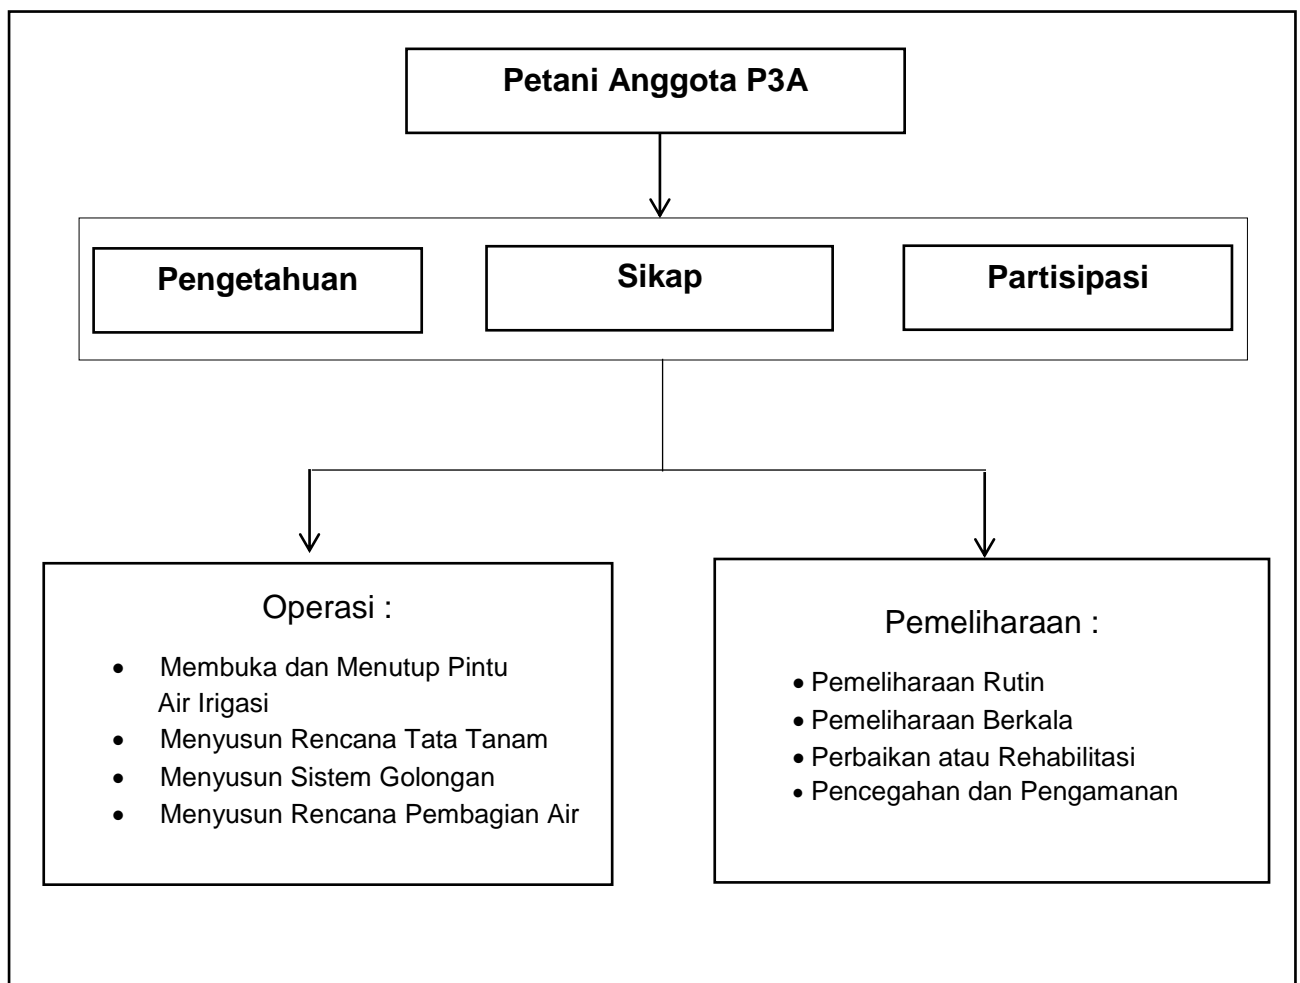 Petani Anggota P3A
Pengetahuan
Sikap
Partisipasi
Operasi :
• Membuka dan Menutup Pintu
Air Irigasi
• Menyusun Rencana Tata Tanam
• Menyusun Sistem Golongan
• Menyusun Rencana Pembagian Air
Pemeliharaan :
• Pemeliharaan Rutin
• Pemeliharaan Berkala
• Perbaikan atau Rehabilitasi
• Pencegahan dan Pengamanan